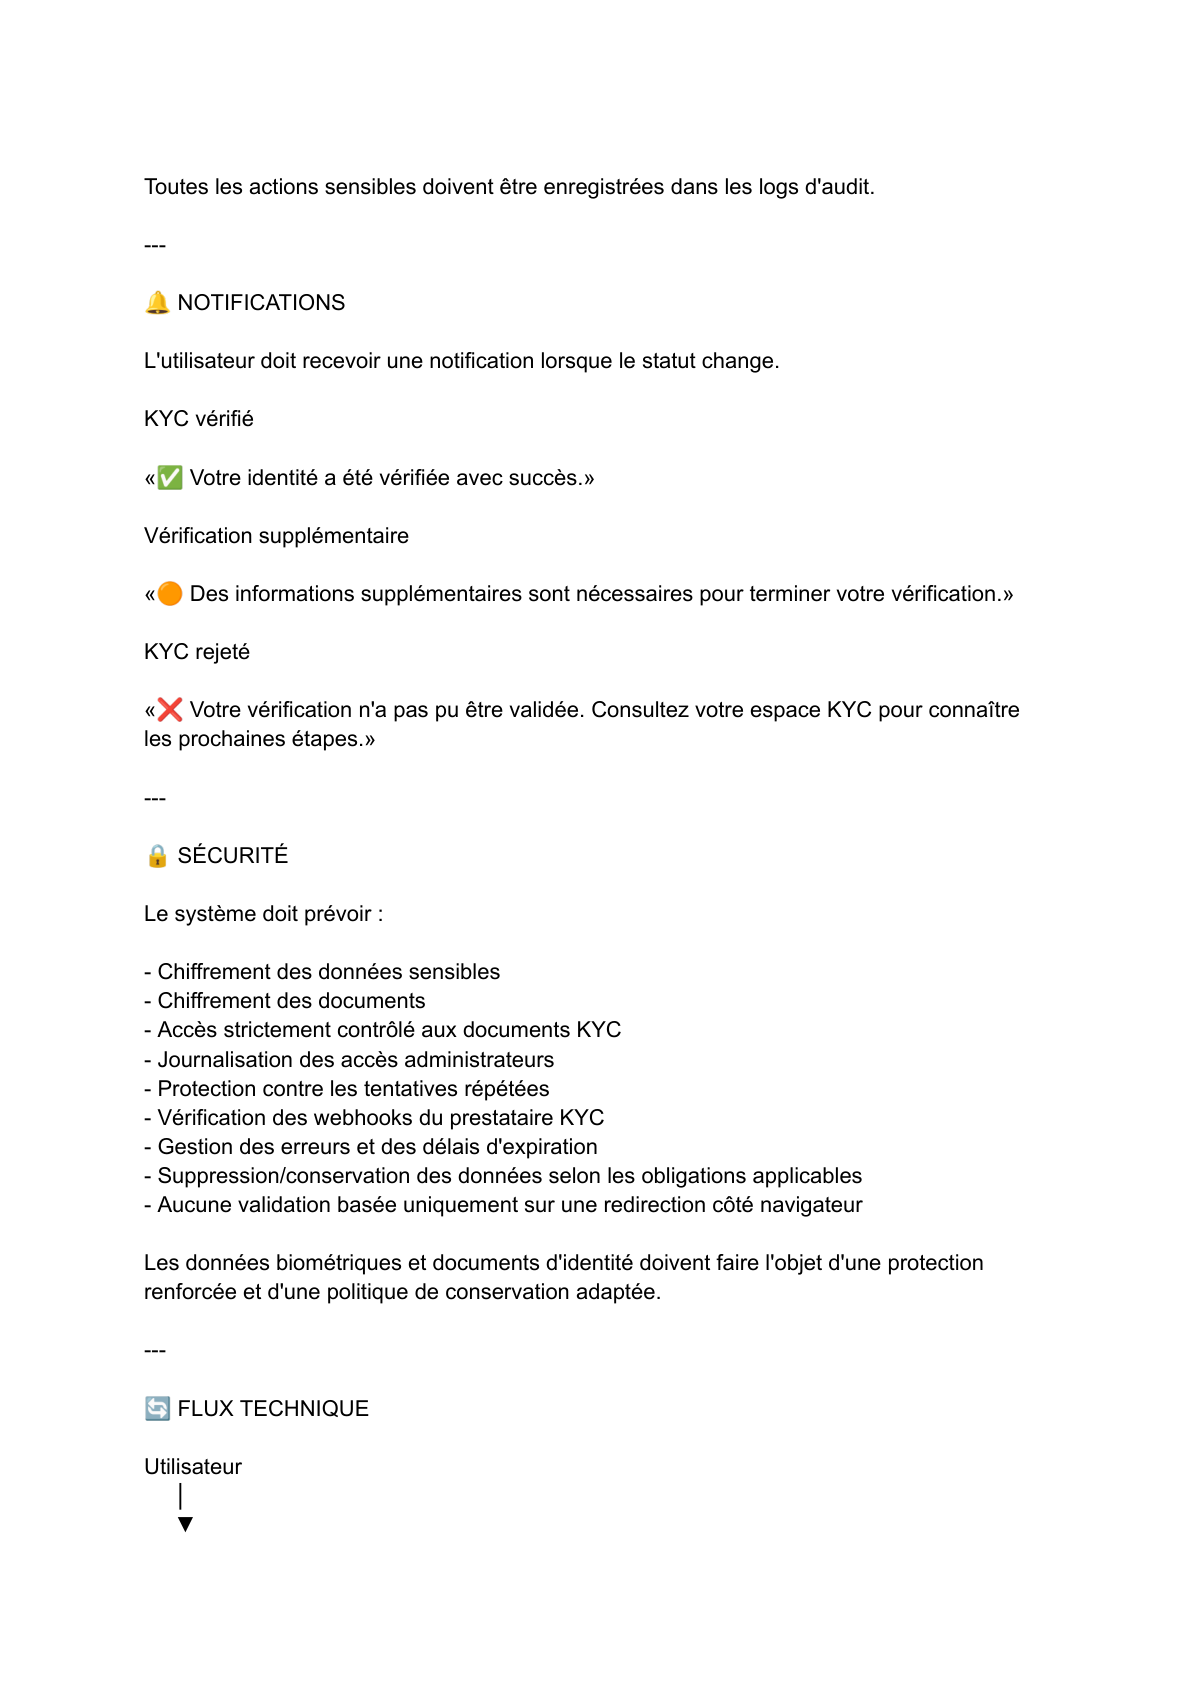 Toutes les actions sensibles doivent être enregistrées dans les logs d'audit.
---
🔔 NOTIFICATIONS
L'utilisateur doit recevoir une notification lorsque le statut change.
KYC vérifié
«✅ Votre identité a été vérifiée avec succès.»
Vérification supplémentaire
«🟠 Des informations supplémentaires sont nécessaires pour terminer votre vérification.»
KYC rejeté
«❌ Votre vérification n'a pas pu être validée. Consultez votre espace KYC pour connaître
les prochaines étapes.»
---
🔒 SÉCURITÉ
Le système doit prévoir :
- Chiffrement des données sensibles
- Chiffrement des documents
- Accès strictement contrôlé aux documents KYC
- Journalisation des accès administrateurs
- Protection contre les tentatives répétées
- Vérification des webhooks du prestataire KYC
- Gestion des erreurs et des délais d'expiration
- Suppression/conservation des données selon les obligations applicables
- Aucune validation basée uniquement sur une redirection côté navigateur
Les données biométriques et documents d'identité doivent faire l'objet d'une protection
renforcée et d'une politique de conservation adaptée.
---
🔄 FLUX TECHNIQUE
Utilisateur
│
▼